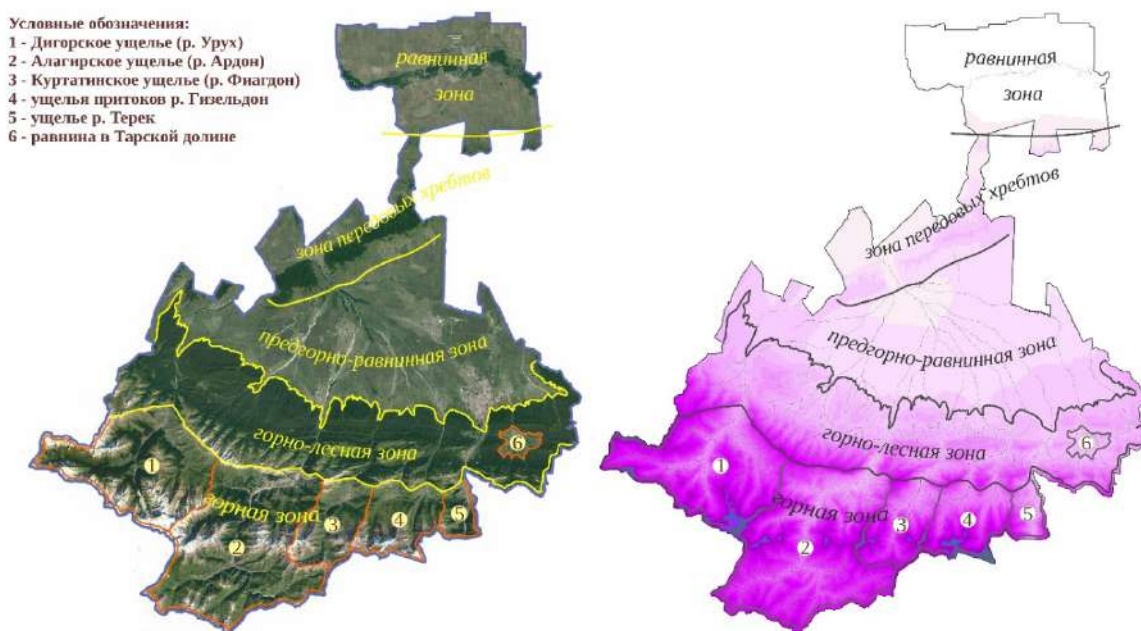 Условные обозначения:
1 - Дигорское ущелье (р. Урух)
2 - Алагирское ущелье (р. Ардон)
3 - Куртатинское ущелье (р. Фиагдон)
4 - ущелья притоков р. Гизельдон
5 - ущелье р. Терек
6 - равнина в Тарской долине
равнинная
зона
зона передовых хребтов
предгорно-равнинная зона
горно-лесная зона
6
1
горная зона
3
4
5
2
равнинная
зона
зона передовых хребтов
предгорно-равнинная зона
горно-лесная зона
6
1
горная зона
3
4
5
2